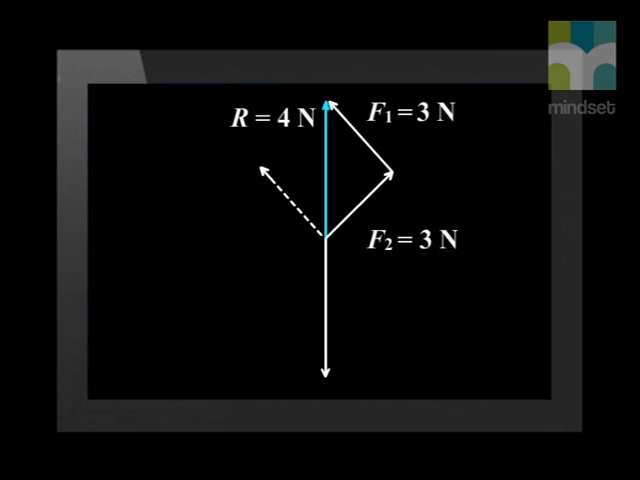 mindset
R = 4 N
F₁ = 3 N
F₂ = 3 N